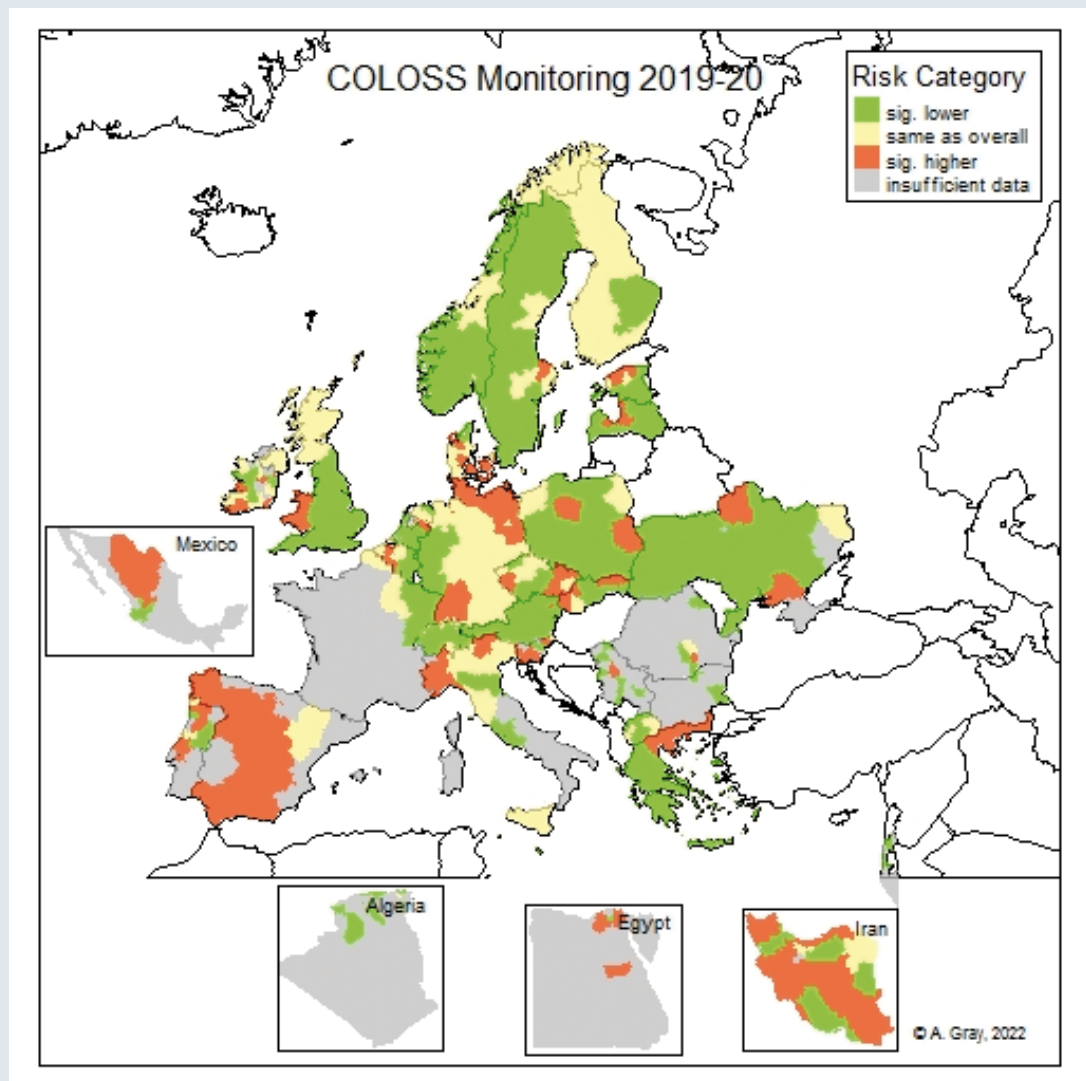 COLOSS Monitoring 2019-20
Risk Category
sig. lower
same as overall
sig. higher
insufficient data
Mexico
Algeria
Egypt
Iran
© A. Gray, 2022